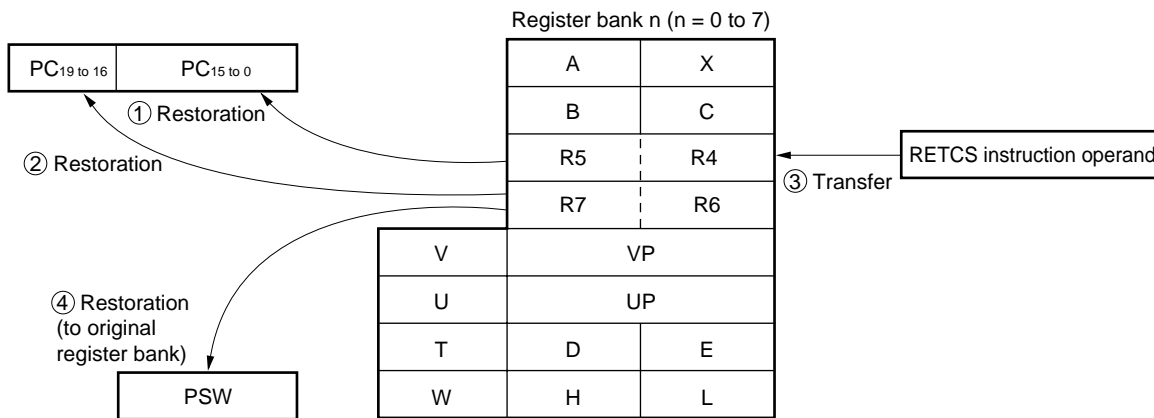 Register bank n (n = 0 to 7)
PC19 to 16 PC15 to 0
A X
① Restoration
B C
② Restoration
R5 R4
RETCS instruction operand
③ Transfer
R7 R6
V VP
④ Restoration
(to original
register bank)
U UP
T D E
PSW
W H L